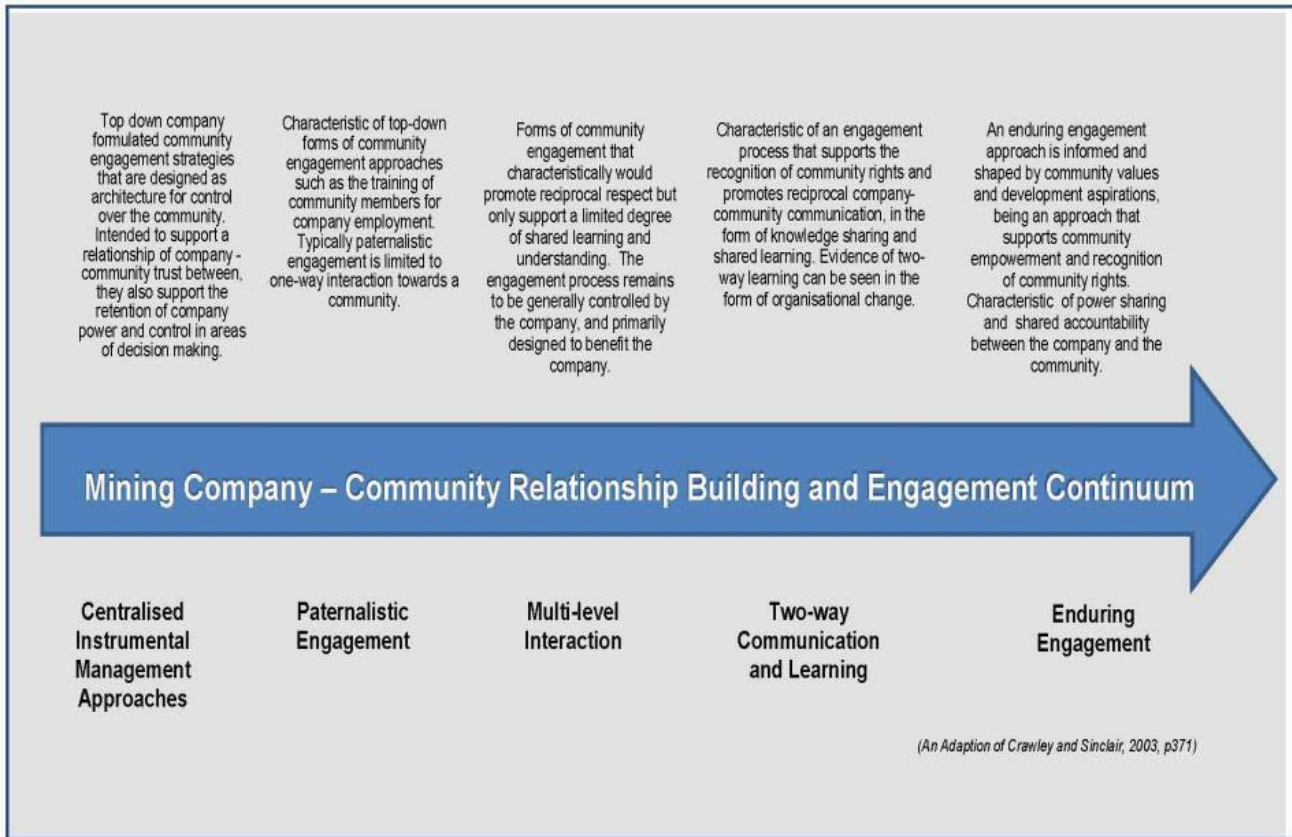 Top down company
formulated community
engagement strategies
that are designed as
architecture for control
over the community.
Intended to support a
relationship of company -
community trust between,
they also support the
retention of company
power and control in areas
of decision making.
Characteristic of top-down
forms of community
engagement approaches
such as the training of
community members for
company employment.
Typically paternalistic
engagement is limited to
one-way interaction towards a
community.
Forms of community
engagement that
characteristically would
promote reciprocal respect but
only support a limited degree
of shared learning and
understanding. The
engagement process remains
to be generally controlled by
the company, and primarily
designed to benefit the
company.
Characteristic of an engagement
process that supports the
recognition of community rights and
promotes reciprocal company-
community communication, in the
form of knowledge sharing and
shared learning. Evidence of two-
way learning can be seen in the
form of organisational change.
An enduring engagement
approach is informed and
shaped by community values
and development aspirations,
being an approach that
supports community
empowerment and recognition
of community rights.
Characteristic of power sharing
and shared accountability
between the company and the
community.
Mining Company – Community Relationship Building and Engagement Continuum
Centralised
Instrumental
Management
Approaches
Paternalistic
Engagement
Multi-level
Interaction
Two-way
Communication
and Learning
Enduring
Engagement
(An Adaption of Crawley and Sinclair, 2003, p371)